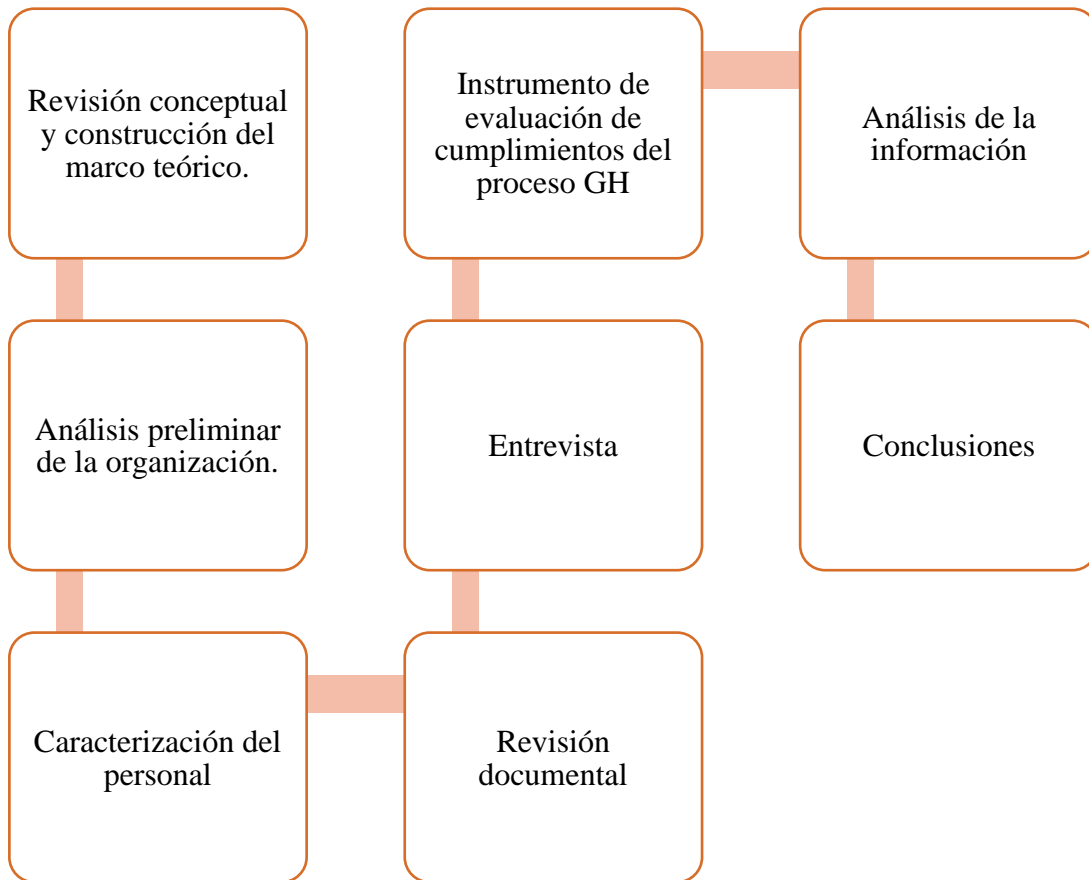 Revisión conceptual
y construcción del
marco teórico.
Análisis preliminar
de la organización.
Caracterización del
personal
Revisión
documental
Entrevista
Instrumento de
evaluación de
cumplimientos del
proceso GH
Análisis de la
información
Conclusiones